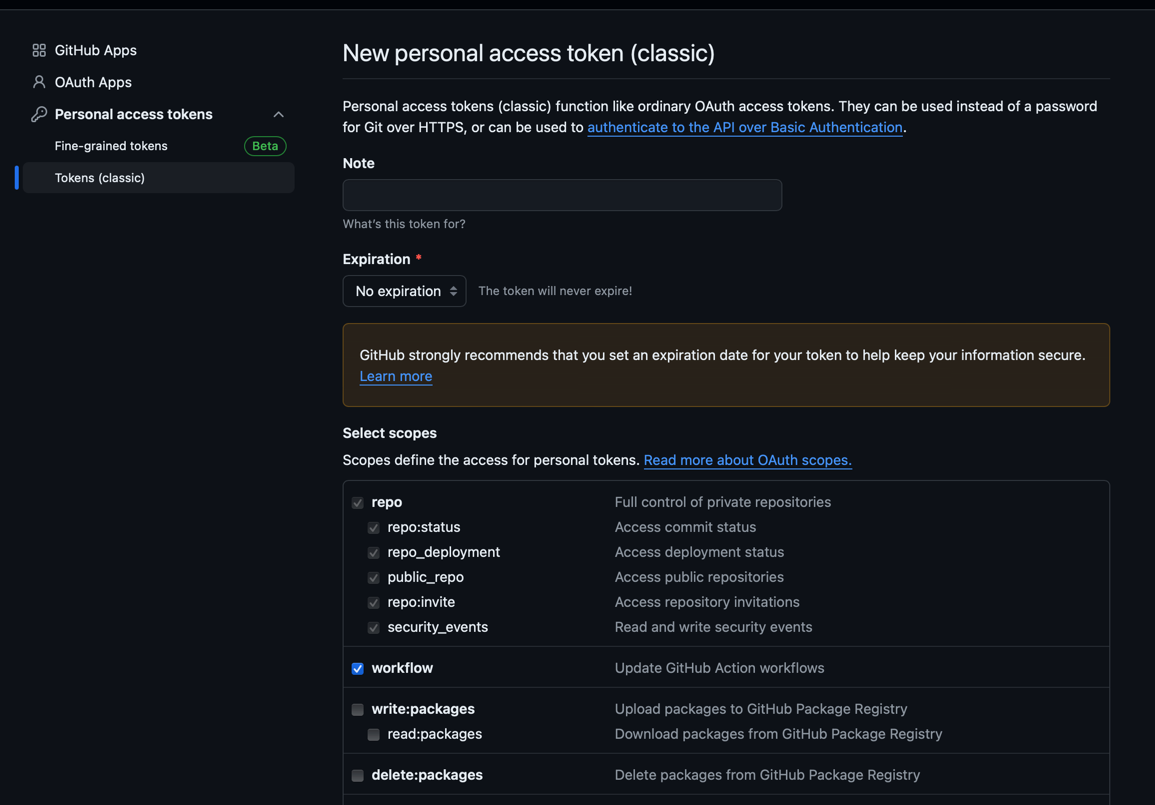 GitHub Apps
OAuth Apps
Personal access tokens
Fine-grained tokens Beta
Tokens (classic)
New personal access token (classic)
Personal access tokens (classic) function like ordinary OAuth access tokens. They can be used instead of a password
for Git over HTTPS, or can be used to authenticate to the API over Basic Authentication.
Note
What's this token for?
Expiration *
No expiration The token will never expire!
GitHub strongly recommends that you set an expiration date for your token to help keep your information secure.
Learn more
Select scopes
Scopes define the access for personal tokens. Read more about OAuth scopes.
repo Full control of private repositories
repo:status Access commit status
repo_deployment Access deployment status
public_repo Access public repositories
repo:invite Access repository invitations
security_events Read and write security events
workflow Update GitHub Action workflows
write:packages Upload packages to GitHub Package Registry
read:packages Download packages from GitHub Package Registry
delete:packages Delete packages from GitHub Package Registry